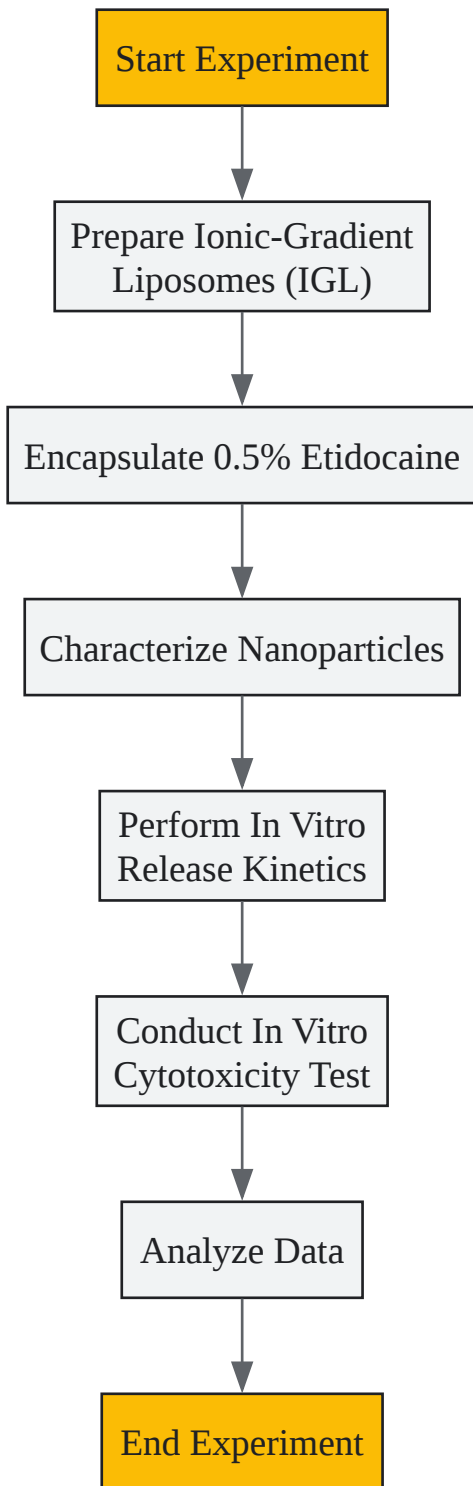 Start Experiment
Prepare Ionic-Gradient
Liposomes (IGL)
Encapsulate 0.5% Etidocaine
Characterize Nanoparticles
Perform In Vitro
Release Kinetics
Conduct In Vitro
Cytotoxicity Test
Analyze Data
End Experiment